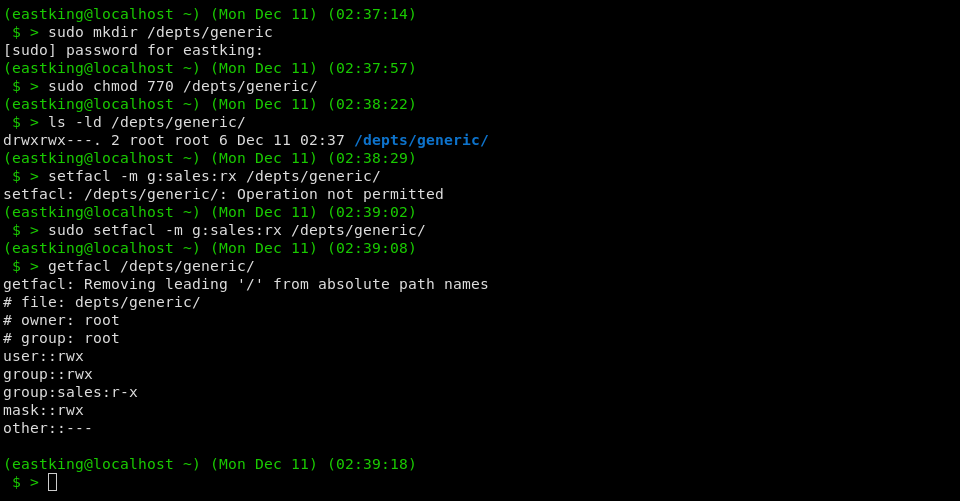 (eastking@localhost ~) (Mon Dec 11) (02:37:14)
$ > sudo mkdir /depts/generic
[sudo] password for eastking:
(eastking@localhost ~) (Mon Dec 11) (02:37:57)
$ > sudo chmod 770 /depts/generic/
(eastking@localhost ~) (Mon Dec 11) (02:38:22)
$ > ls -ld /depts/generic/
drwxrwx---. 2 root root 6 Dec 11 02:37 /depts/generic/
(eastking@localhost ~) (Mon Dec 11) (02:38:29)
$ > setfacl -m g:sales:rx /depts/generic/
setfacl: /depts/generic/: Operation not permitted
(eastking@localhost ~) (Mon Dec 11) (02:39:02)
$ > sudo setfacl -m g:sales:rx /depts/generic/
(eastking@localhost ~) (Mon Dec 11) (02:39:08)
$ > getfacl /depts/generic/
getfacl: Removing leading '/' from absolute path names
# file: depts/generic/
# owner: root
# group: root
user::rwx
group::rwx
group:sales:r-x
mask::rwx
other::---
(eastking@localhost ~) (Mon Dec 11) (02:39:18)
$ >